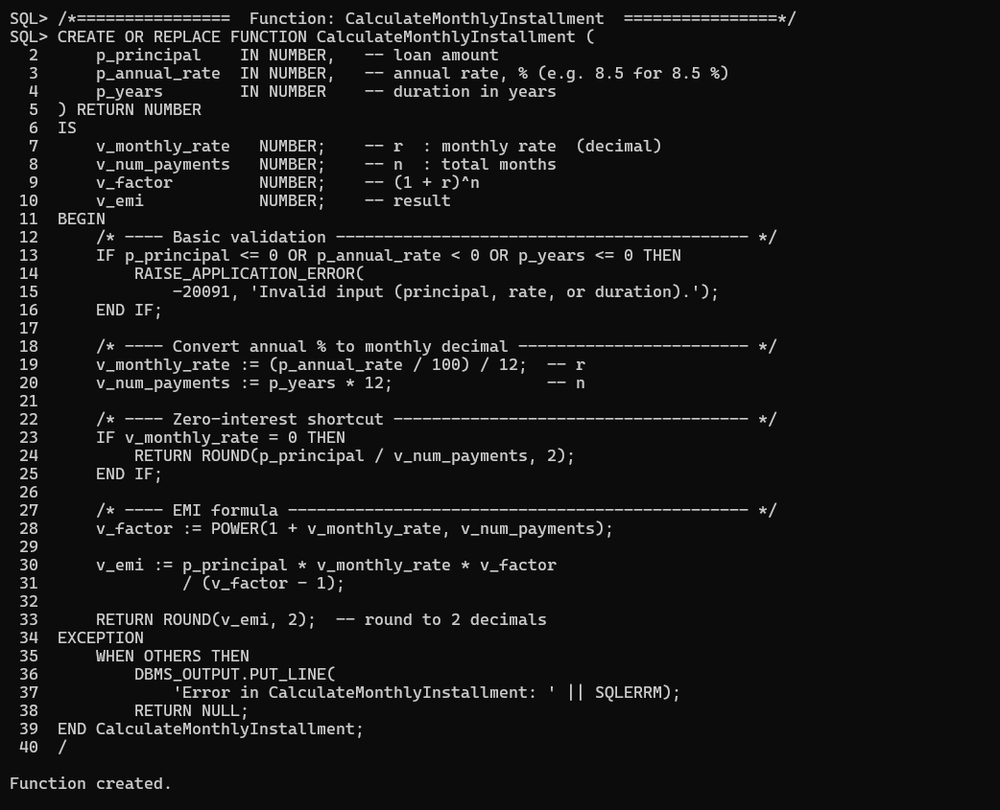 SQL> /*================  Function: CalculateMonthlyInstallment  ================*/
SQL> CREATE OR REPLACE FUNCTION CalculateMonthlyInstallment (
  2      p_principal    IN NUMBER,   -- loan amount
  3      p_annual_rate  IN NUMBER,   -- annual rate, % (e.g. 8.5 for 8.5 %)
  4      p_years        IN NUMBER    -- duration in years
  5  ) RETURN NUMBER
  6  IS
  7      v_monthly_rate   NUMBER;    -- r  : monthly rate  (decimal)
  8      v_num_payments   NUMBER;    -- n  : total months
  9      v_factor         NUMBER;    -- (1 + r)^n
 10      v_emi            NUMBER;    -- result
 11  BEGIN
 12      /* ---- Basic validation ------------------------------------------- */
 13      IF p_principal <= 0 OR p_annual_rate < 0 OR p_years <= 0 THEN
 14          RAISE_APPLICATION_ERROR(
 15              -20091, 'Invalid input (principal, rate, or duration).');
 16      END IF;
 17
 18      /* ---- Convert annual % to monthly decimal ------------------------ */
 19      v_monthly_rate := (p_annual_rate / 100) / 12;  -- r
 20      v_num_payments := p_years * 12;                -- n
 21
 22      /* ---- Zero-interest shortcut ------------------------------------- */
 23      IF v_monthly_rate = 0 THEN
 24          RETURN ROUND(p_principal / v_num_payments, 2);
 25      END IF;
 26
 27      /* ---- EMI formula ------------------------------------------------ */
 28      v_factor := POWER(1 + v_monthly_rate, v_num_payments);
 29
 30      v_emi := p_principal * v_monthly_rate * v_factor
 31               / (v_factor - 1);
 32
 33      RETURN ROUND(v_emi, 2);  -- round to 2 decimals
 34  EXCEPTION
 35      WHEN OTHERS THEN
 36          DBMS_OUTPUT.PUT_LINE(
 37              'Error in CalculateMonthlyInstallment: ' || SQLERRM);
 38          RETURN NULL;
 39  END CalculateMonthlyInstallment;
 40  /
Function created.